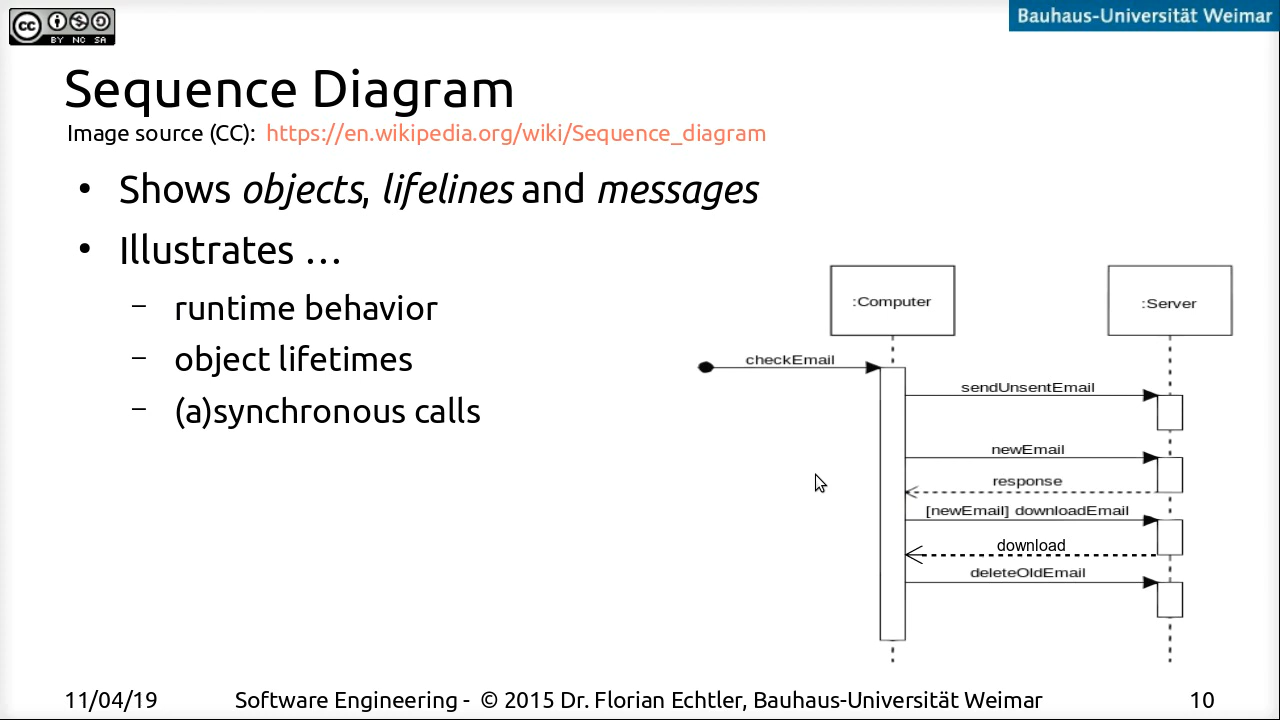 cc
BY NC SA
Bauhaus-Universität Weimar
Sequence Diagram
Image source (CC): https://en.wikipedia.org/wiki/Sequence_diagram
• Shows objects, lifelines and messages
• Illustrates …
– runtime behavior
– object lifetimes
– (a)synchronous calls
:Computer
:Server
checkEmail
sendUnsentEmail
newEmail
response
[newEmail] downloadEmail
download
deleteOldEmail
11/04/19
Software Engineering - © 2015 Dr. Florian Echtler, Bauhaus-Universität Weimar
10